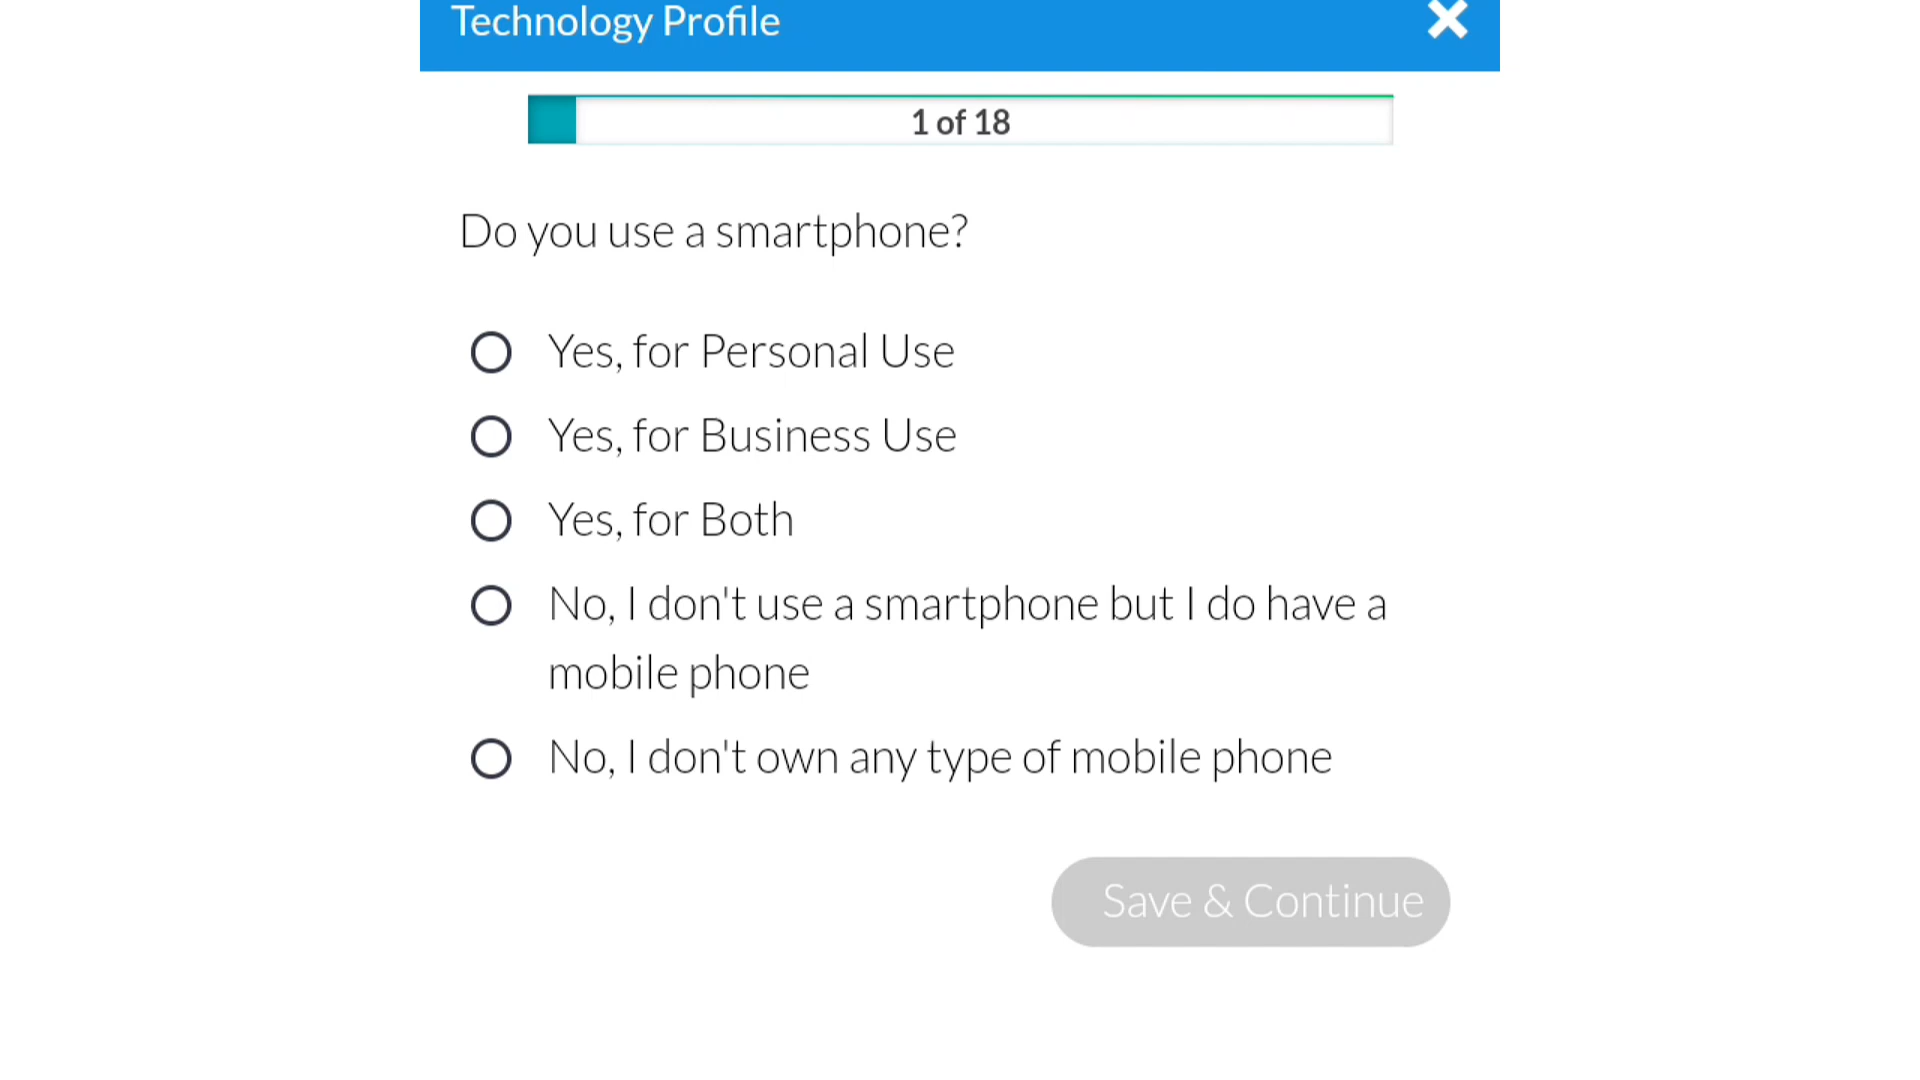 Technology Profile
1 of 18
Do you use a smartphone?
Yes, for Personal Use
Yes, for Business Use
Yes, for Both
No, I don't use a smartphone but I do have a
mobile phone
No, I don't own any type of mobile phone
Save & Continue